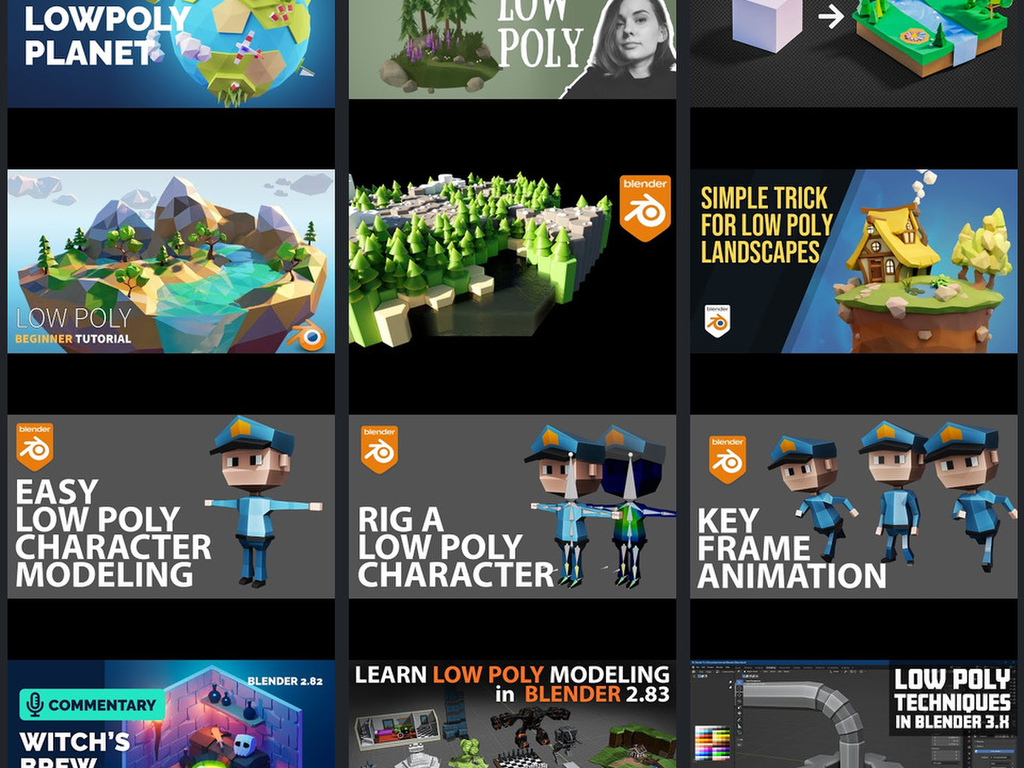 LOWPOLY
PLANET
LOW
POLY
LOW POLY
BEGINNER TUTORIAL
blender
SIMPLE TRICK
FOR LOW POLY
LANDSCAPES
blender
blender
EASY
LOW POLY
CHARACTER
MODELING
blender
RIG A
LOW POLY
CHARACTER
blender
KEY
FRAME
ANIMATION
BLENDER 2.82
COMMENTARY
WITCH'S
BREW
LEARN LOW POLY MODELING
in BLENDER 2.83
LOW POLY
TECHNIQUES
IN BLENDER 3.X